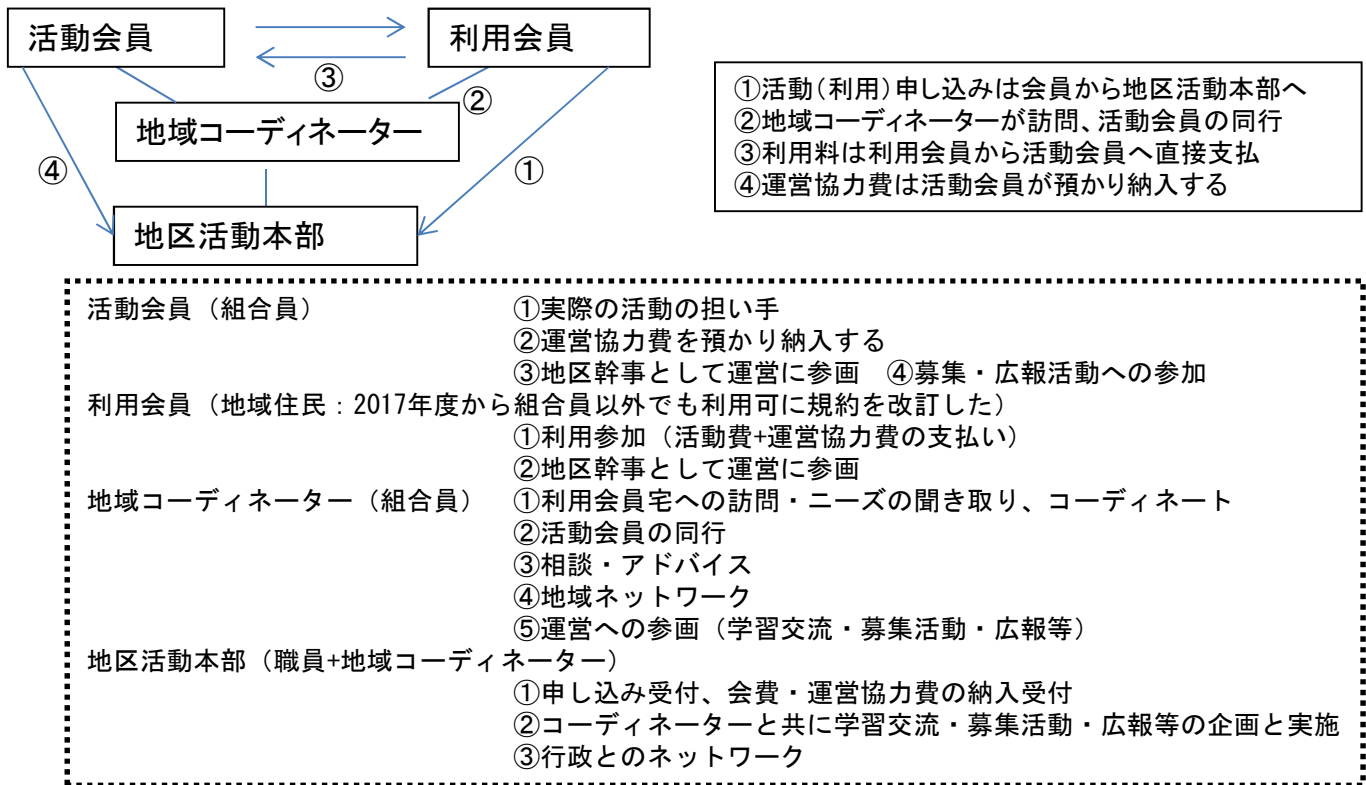 活動会員
利用会員
③
②
地域コーディネーター
④
①
地区活動本部
①活動（利用）申し込みは会員から地区活動本部へ
②地域コーディネーターが訪問、活動会員の同行
③利用料は利用会員から活動会員へ直接支払
④運営協力費は活動会員が預かり納入する
活動会員（組合員） ①実際の活動の担い手
②運営協力費を預かり納入する
③地区幹事として運営に参画　④募集・広報活動への参加
利用会員（地域住民：2017年度から組合員以外でも利用可に規約を改訂した）
①利用参加（活動費+運営協力費の支払い）
②地区幹事として運営に参画
地域コーディネーター（組合員） ①利用会員宅への訪問・ニーズの聞き取り、コーディネート
②活動会員の同行
③相談・アドバイス
④地域ネットワーク
⑤運営への参画（学習交流・募集活動・広報等）
地区活動本部（職員+地域コーディネーター）
①申し込み受付、会費・運営協力費の納入受付
②コーディネーターと共に学習交流・募集活動・広報等の企画と実施
③行政とのネットワーク